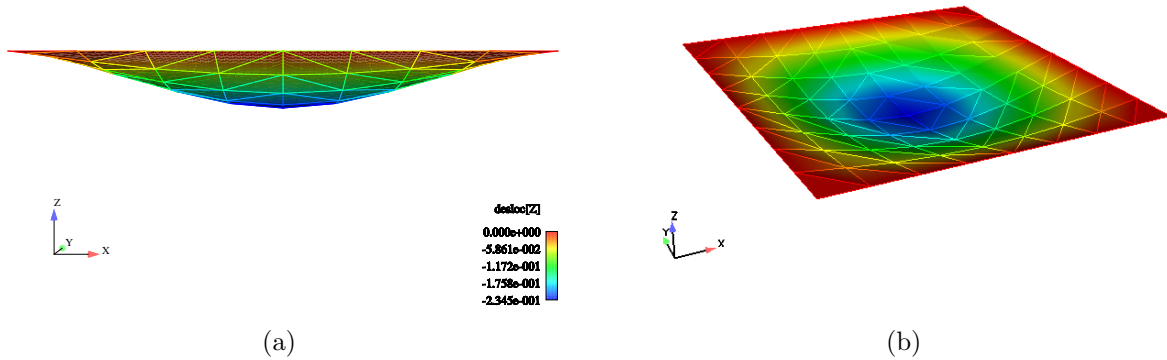 Z
Y
X
desloc[Z]
0.000e+000
-5.861e-002
-1.172e-001
-1.758e-001
-2.345e-001
(a)
Z
Y
X
(b)